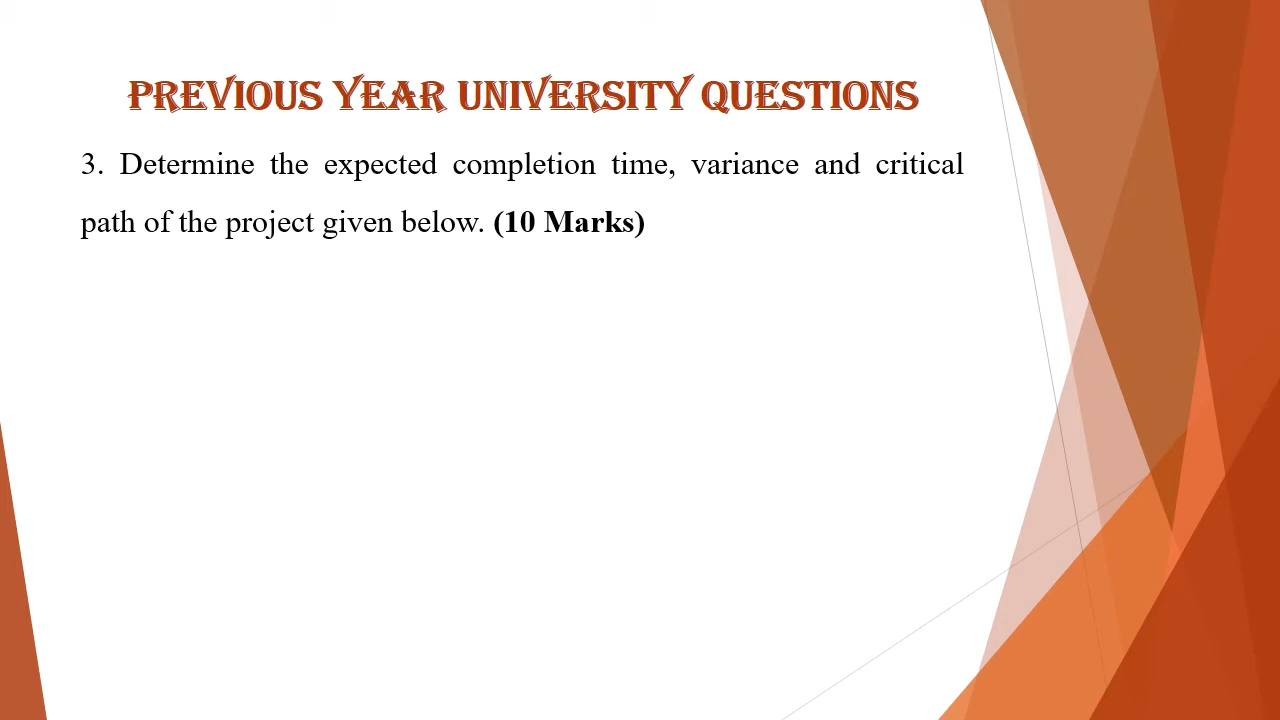 PREVIOUS YEAR UNIVERSITY QUESTIONS
3. Determine the expected completion time, variance and critical
path of the project given below. (10 Marks)